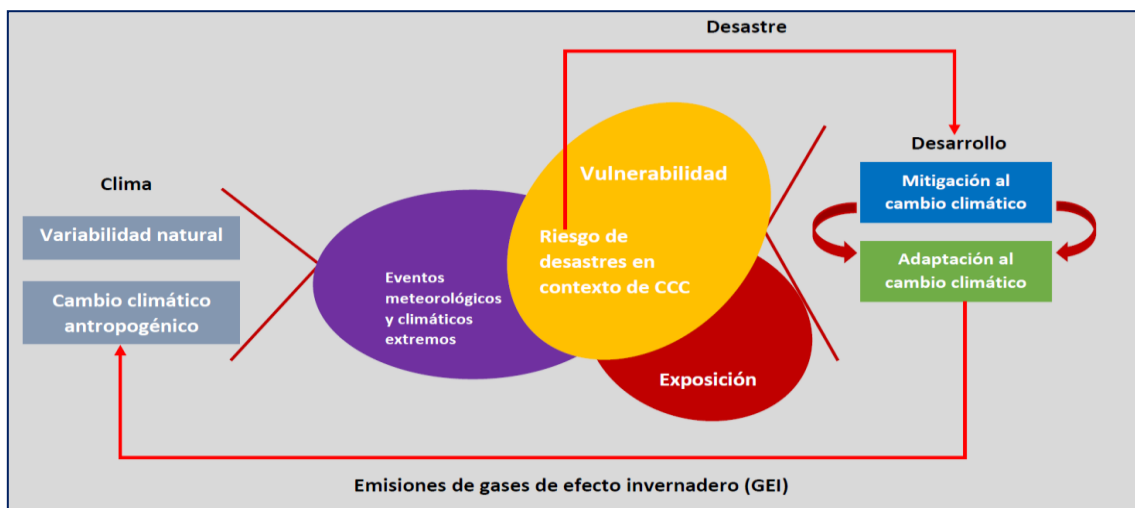 Desastre
Clima
Variabilidad natural
Cambio climático
antropogénico
Eventos
meteorológicos
y climáticos
extremos
Vulnerabilidad
Riesgo de
desastres en
contexto de CCC
Exposición
Desarrollo
Mitigación al
cambio climático
Adaptación al
cambio climático
Emisiones de gases de efecto invernadero (GEI)